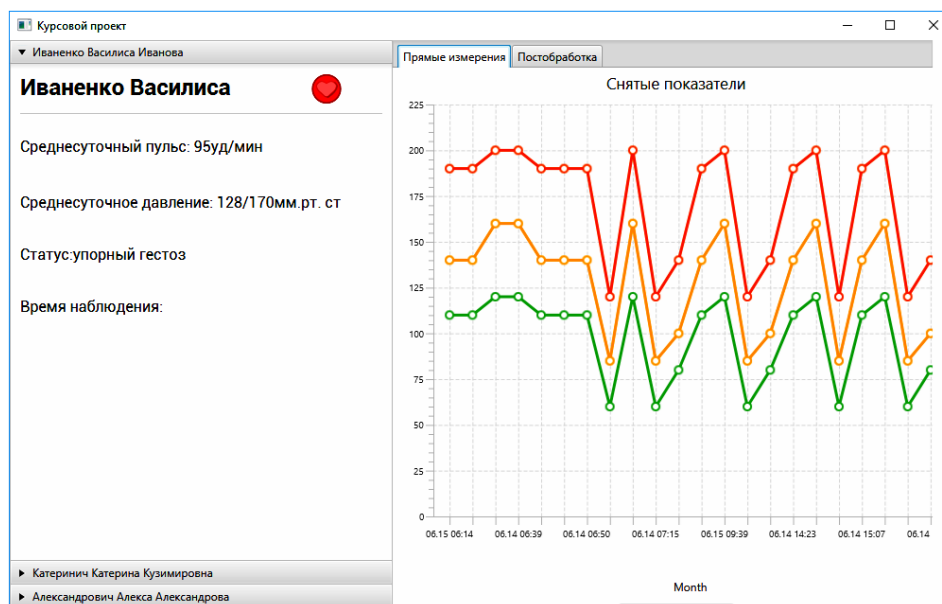 Курсовой проект
Иваненко Василиса Иванова
Иваненко Василиса
Среднесуточный пульс: 95уд/мин
Среднесуточное давление: 128/170мм.рт. ст
Статус:упорный гестоз
Время наблюдения:
Катеринич Катерина Кузимировна
Александрович Алекса Александрова
Прямые измерения Постобработка
Снятые показатели
225
200
175
150
125
100
75
50
25
0
06.15 06:14 06.14 06:39 06.14 06:50 06.14 07:15 06.15 09:39 06.14 14:23 06.14 15:07 06.14
Month